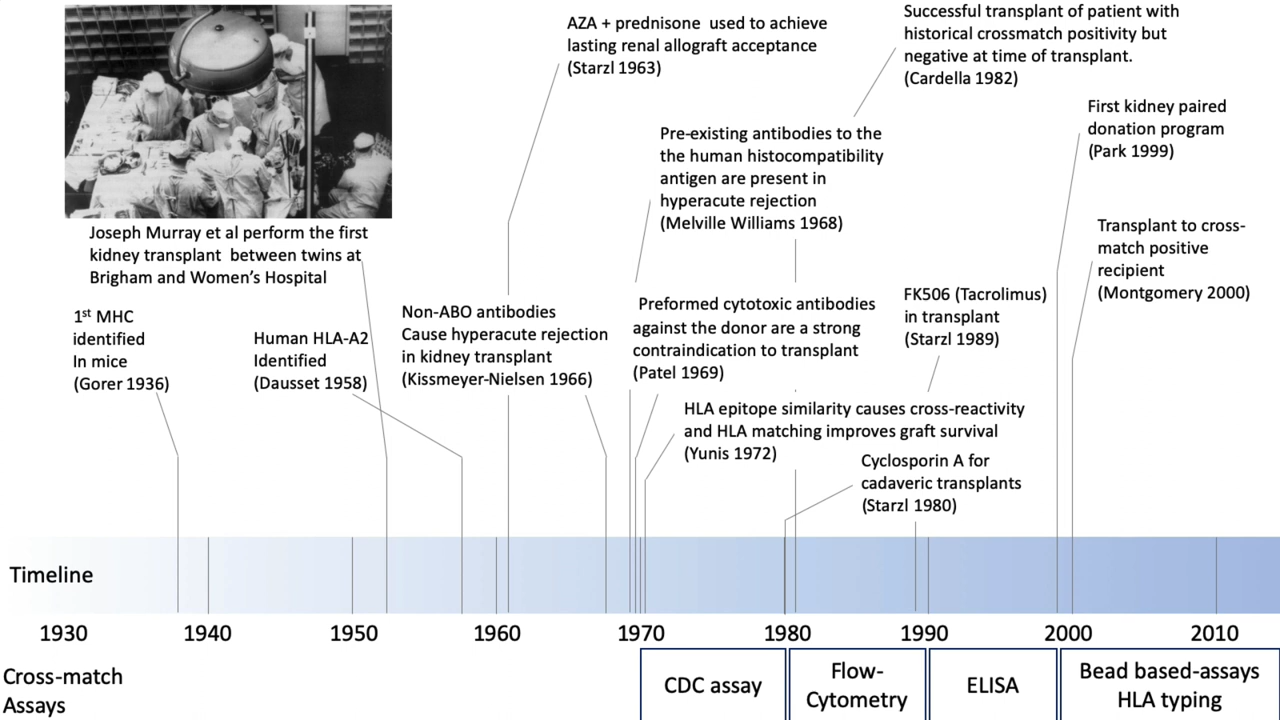 AZA + prednisone used to achieve
lasting renal allograft acceptance
(Starzl 1963)
Successful transplant of patient with
historical crossmatch positivity but
negative at time of transplant.
(Cardella 1982)
First kidney paired
donation program
(Park 1999)
Pre-existing antibodies to the
the human histocompatibility
antigen are present in
hyperacute rejection
(Melville Williams 1968)
Joseph Murray et al perform the first
kidney transplant between twins at
Brigham and Women's Hospital
Transplant to cross-
match positive
recipient
(Montgomery 2000)
1st MHC
identified
In mice
(Gorer 1936)
Human HLA-A2
Identified
(Dausset 1958)
Non-ABO antibodies
Cause hyperacute rejection
in kidney transplant
(Kissmeyer-Nielsen 1966)
Preformed cytotoxic antibodies
against the donor are a strong
contraindication to transplant
(Patel 1969)
FK506 (Tacrolimus)
in transplant
(Starzl 1989)
HLA epitope similarity causes cross-reactivity
and HLA matching improves graft survival
(Yunis 1972)
Cyclosporin A for
cadaveric transplants
(Starzl 1980)
Timeline
1930 1940 1950 1960 1970 1980 1990 2000 2010
Cross-match
Assays
CDC assay
Flow-
Cytometry
ELISA
Bead based-assays
HLA typing